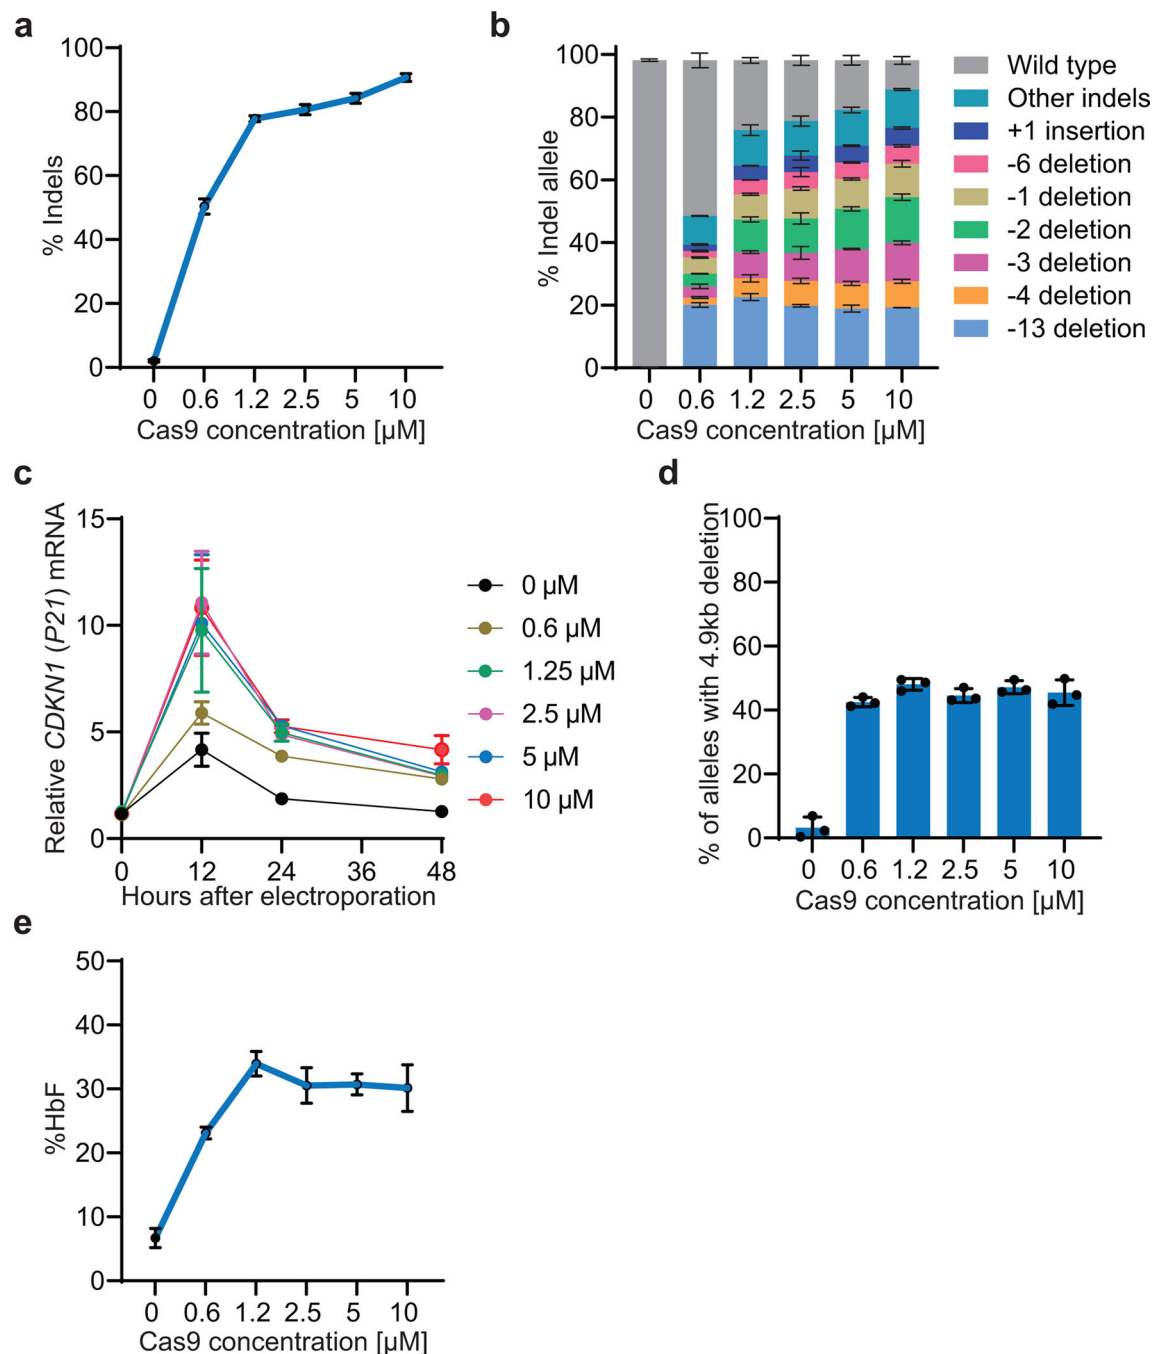 a
100
80
60
40
20
0
% Indels
0 0.6 1.2 2.5 5 10
Cas9 concentration [µM]
b
100
80
60
40
20
0
% Indel allele
0 0.6 1.2 2.5 5 10
Cas9 concentration [µM]
Wild type
Other indels
+1 insertion
-6 deletion
-1 deletion
-2 deletion
-3 deletion
-4 deletion
-13 deletion
c
15
10
5
0
Relative CDKN1 (P21) mRNA
0 12 24 36 48
Hours after electroporation
0 µM
0.6 µM
1.25 µM
2.5 µM
5 µM
10 µM
d
100
80
60
40
20
0
% of alleles with 4.9kb deletion
0 0.6 1.2 2.5 5 10
Cas9 concentration [µM]
e
50
40
30
20
10
0
%HbF
0 0.6 1.2 2.5 5 10
Cas9 concentration [µM]